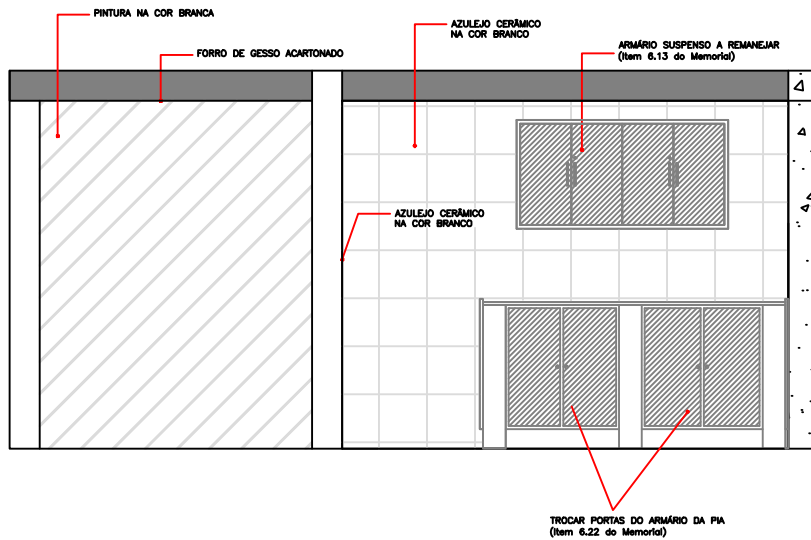 PINTURA NA COR BRANCA
FORRO DE GESSO ACARTONADO
AZULEJO CERÂMICO
NA COR BRANCO
ARMÁRIO SUSPENSO A REMANEJAR
(Item 6.13 do Memorial)
AZULEJO CERÂMICO
NA COR BRANCO
TROCAR PORTAS DO ARMÁRIO DA PIA
(Item 6.22 do Memorial)